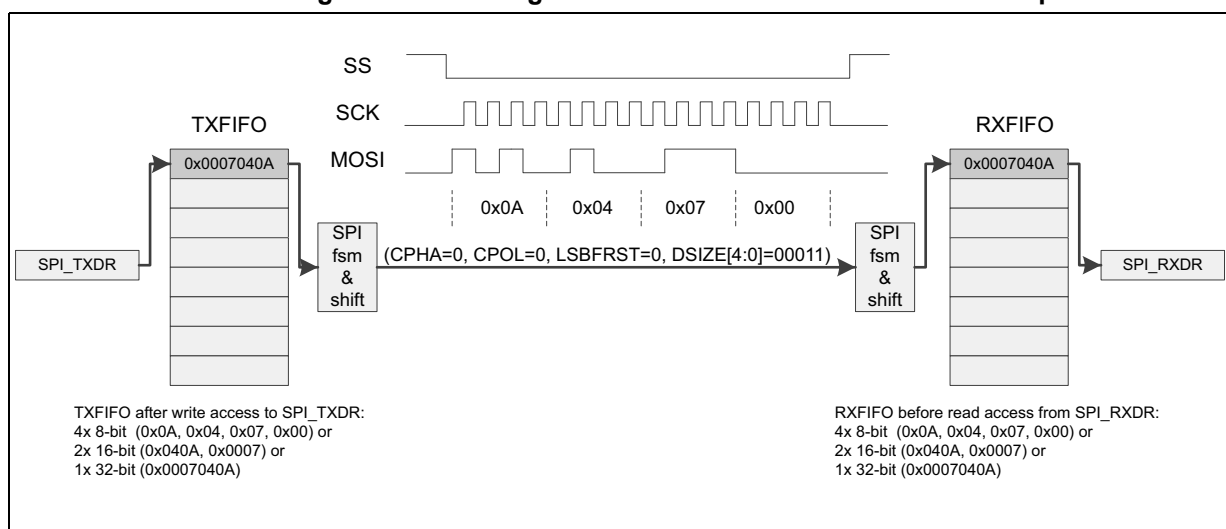 SS
SCK
MOSI
TXFIFO
RXFIFO
0x0007040A
0x0007040A
0x0A 0x04 0x07 0x00
SPI_TXDR
SPI
fsm
&
shift
(CPHA=0, CPOL=0, LSBFRST=0, DSIZE[4:0]=00011)
SPI
fsm
&
shift
SPI_RXDR
TXFIFO after write access to SPI_TXDR:
4x 8-bit (0x0A, 0x04, 0x07, 0x00) or
2x 16-bit (0x040A, 0x0007) or
1x 32-bit (0x0007040A)
RXFIFO before read access from SPI_RXDR:
4x 8-bit (0x0A, 0x04, 0x07, 0x00) or
2x 16-bit (0x040A, 0x0007) or
1x 32-bit (0x0007040A)